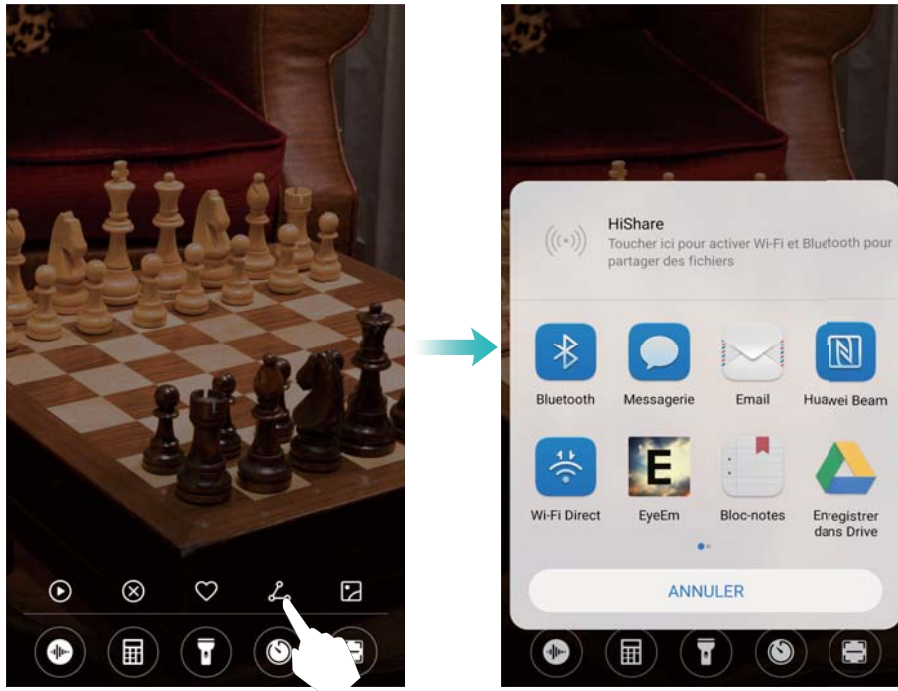 HiShare
Toucher ici pour activer Wi-Fi et Bluetooth pour
partager des fichiers
Bluetooth Messagerie Email Huawei Beam
E
Wi-Fi Direct EyeEm Bloc-notes Enregistrer
dans Drive
ANNULER